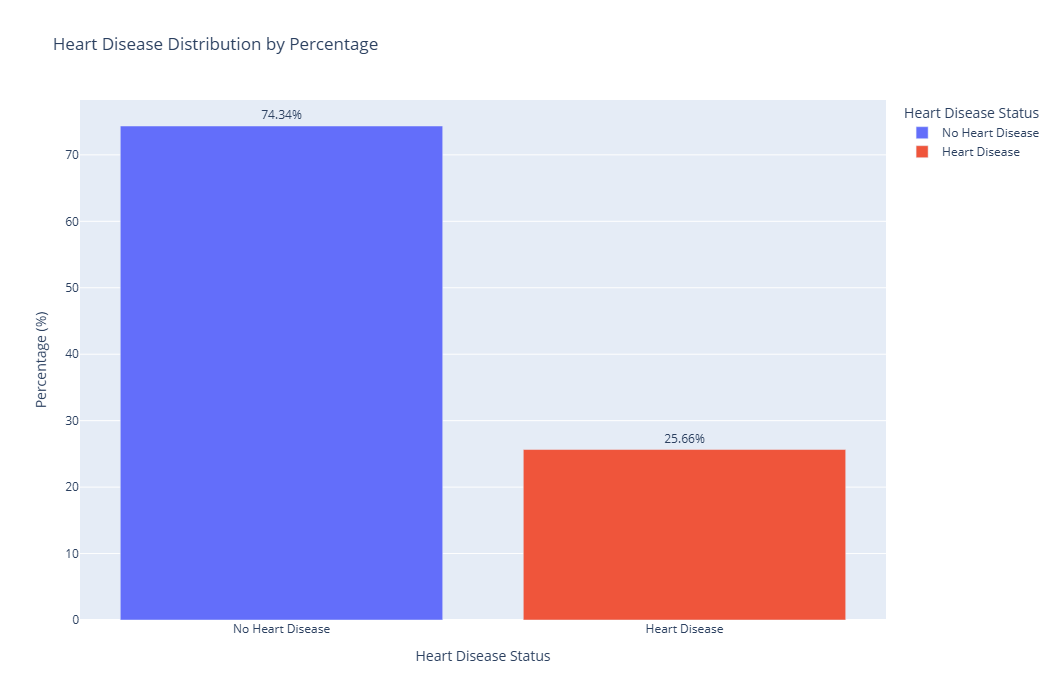 Heart Disease Distribution by Percentage
74.34%
25.66%
Heart Disease Status
No Heart Disease
Heart Disease
70
60
50
40
30
20
10
0
Percentage (%)
No Heart Disease
Heart Disease
Heart Disease Status